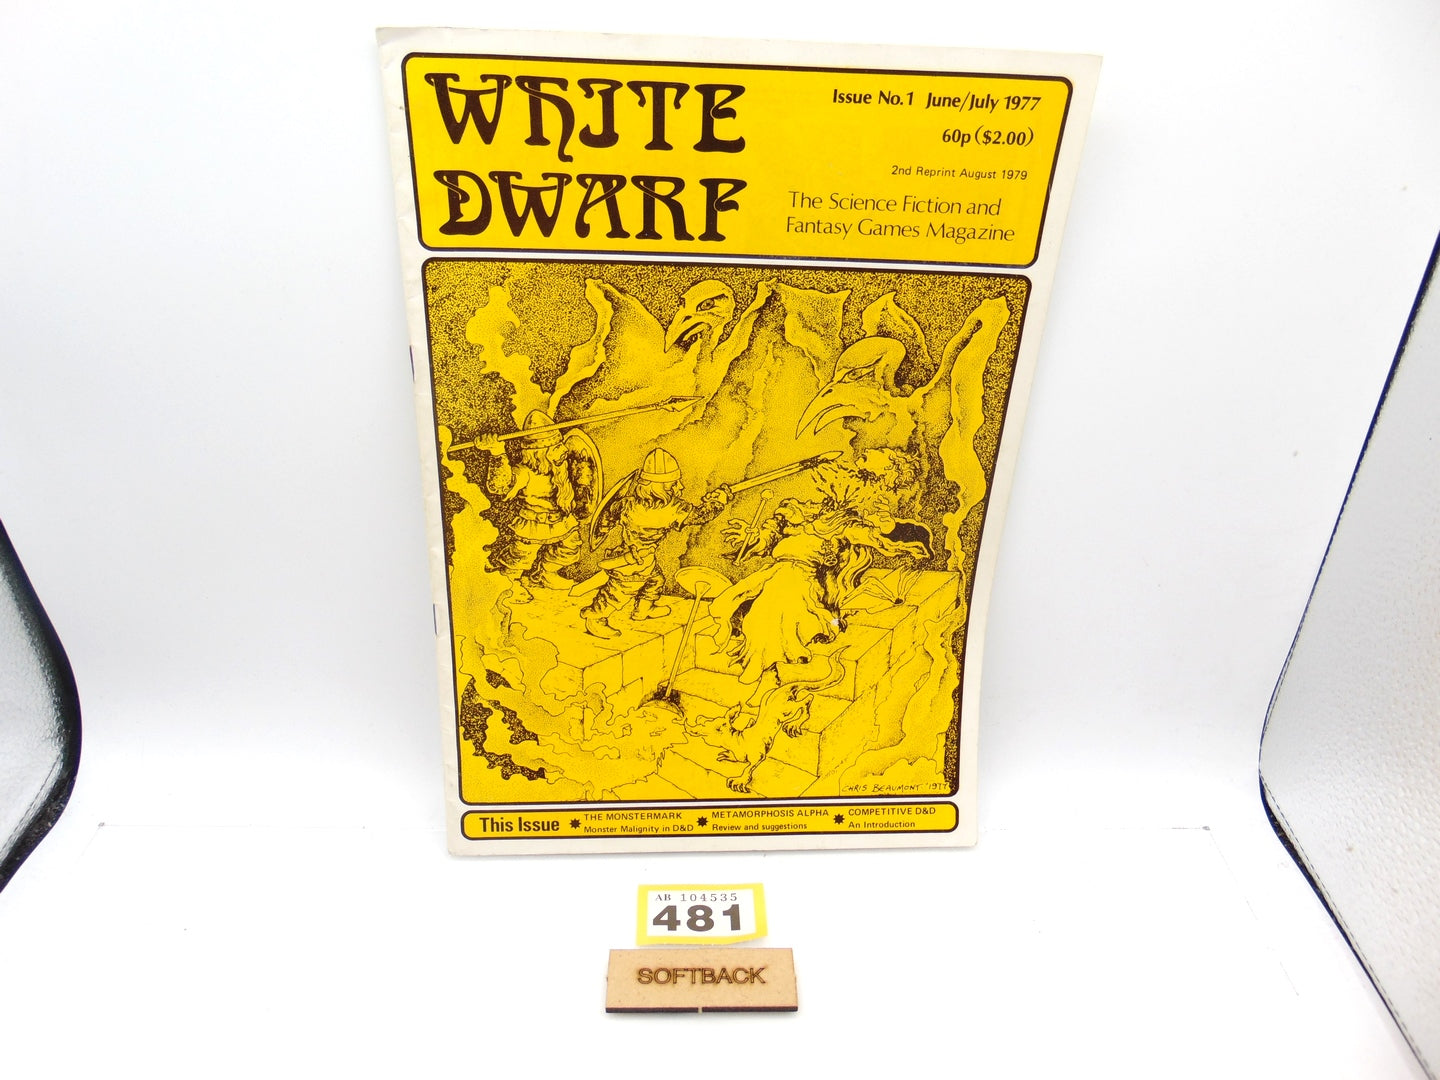 WHITE
DWARF
Issue No.1 June/July 1977
60p ($2.00)
2nd Reprint August 1979
The Science Fiction and
Fantasy Games Magazine
CHRIS BEAUMONT '1977
This Issue
THE MONSTERMARK
Monster Malignity in D&D
METAMORPHOSIS ALPHA
Review and suggestions
COMPETITIVE D&D
An Introduction
AB 104535
481
SOFTBACK